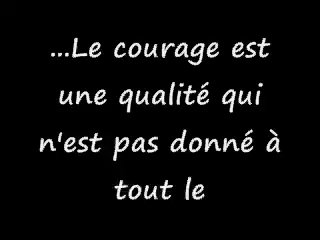 ...Le courage est
une qualité qui
n'est pas donné à
tout le